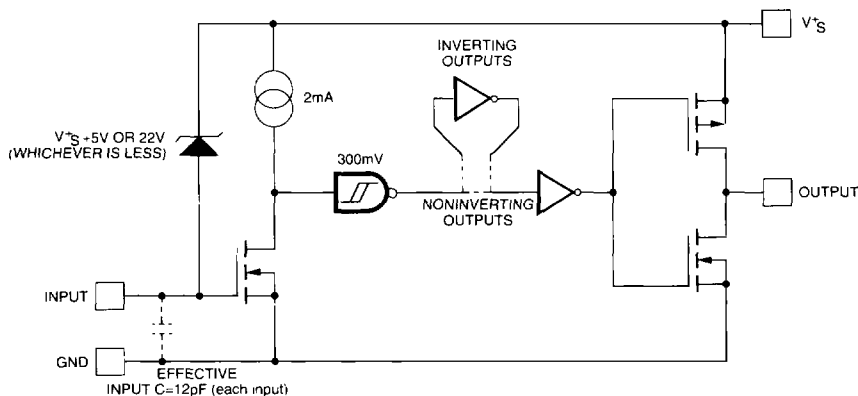 V+S
INVERTING
OUTPUTS
2mA
V+S +5V OR 22V
(WHICHEVER IS LESS)
300mV
NONINVERTING
OUTPUTS
OUTPUT
INPUT
GND
EFFECTIVE
INPUT C=12pF (each input)